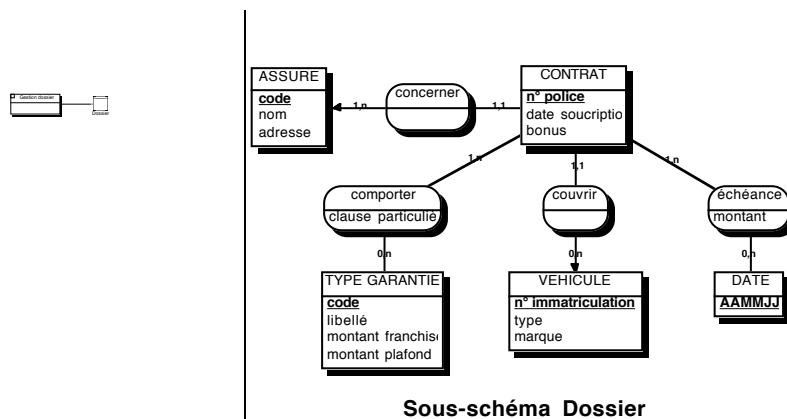 Gestion dossier
Dossier
ASSURE
code
nom
adresse
1,n
concerner
1,1
CONTRAT
n° police
date soucriptio
bonus
1,n
1,1
1,n
comporter
clause particuliè
couvrir
échéance
montant
0,n
0,n
0,n
TYPE GARANTIE
code
libellé
montant franchise
montant plafond
VEHICULE
n° immatriculation
type
marque
DATE
AAMMJJ
Sous-schéma Dossier